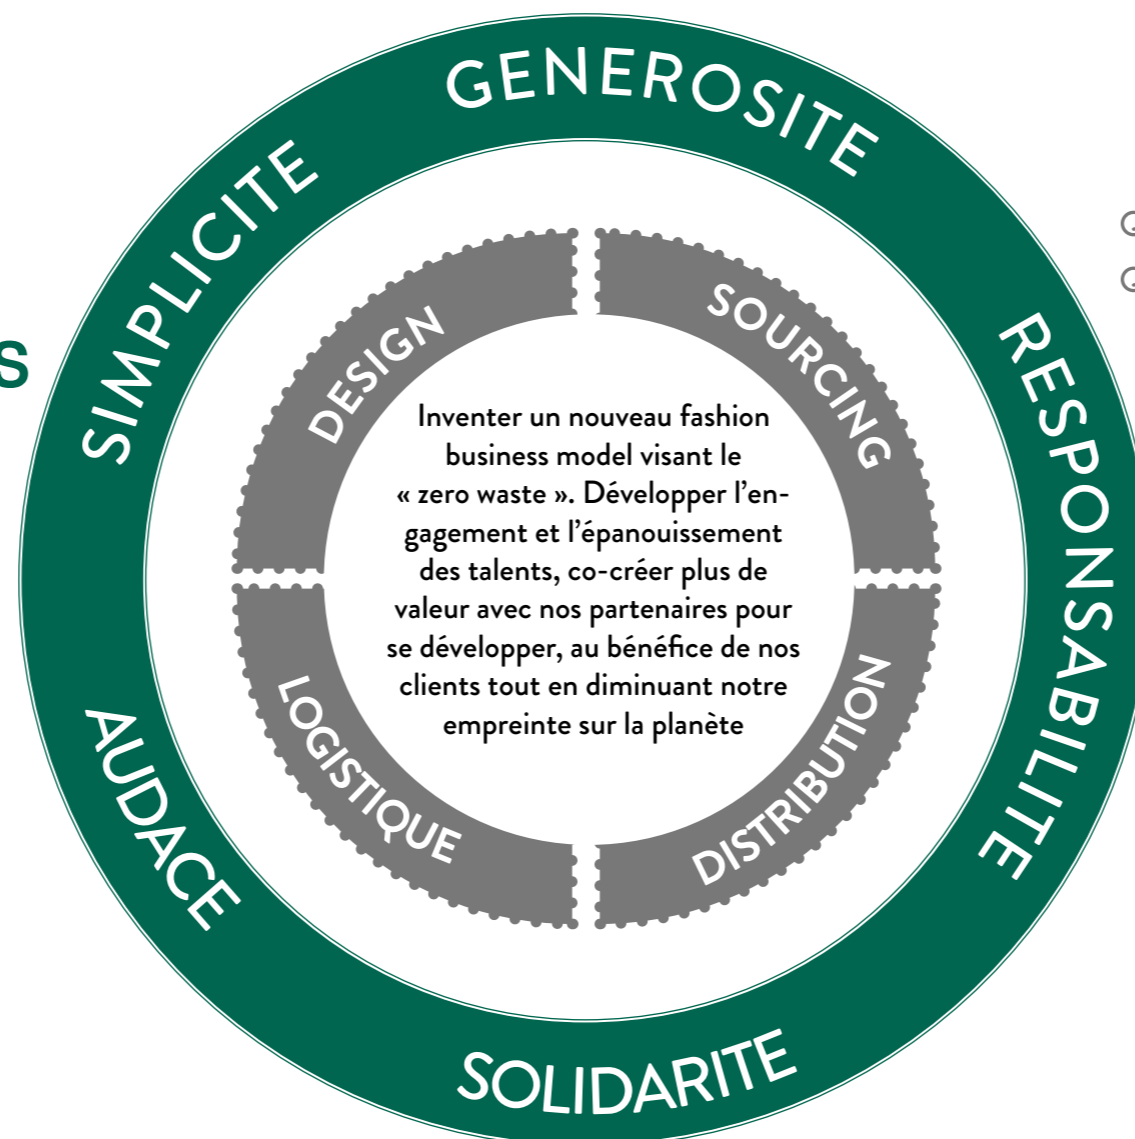 GENEROSITE
SIMPLICITE
RESPONSABILITE
AUDACE
SOLIDARITE
DESIGN
SOURCING
LOGISTIQUE
DISTRIBUTION
Inventer un nouveau fashion
business model visant le
« zero waste ». Développer l’en-
gagement et l’épanouissement
des talents, co-créer plus de
valeur avec nos partenaires pour
se développer, au bénéfice de nos
clients tout en diminuant notre
empreinte sur la planète